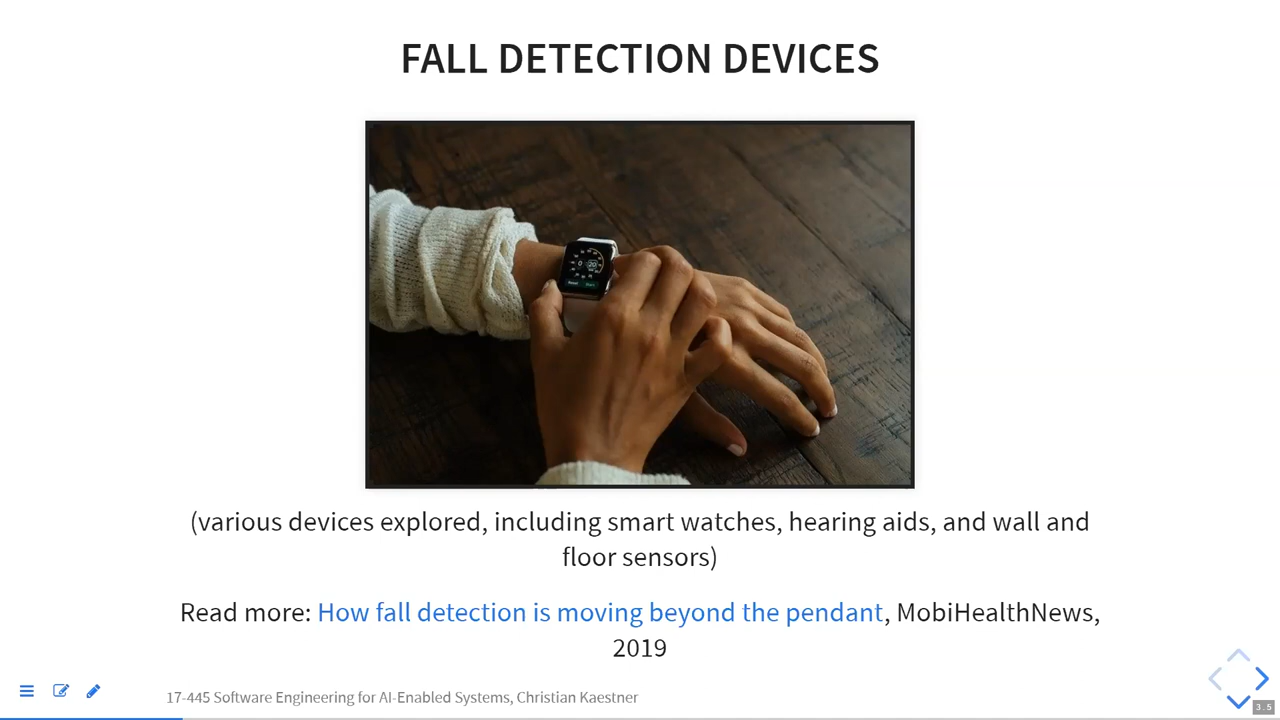 FALL DETECTION DEVICES
(various devices explored, including smart watches, hearing aids, and wall and
floor sensors)
Read more: How fall detection is moving beyond the pendant, MobiHealthNews,
2019
17-445 Software Engineering for AI-Enabled Systems, Christian Kaestner
3.5